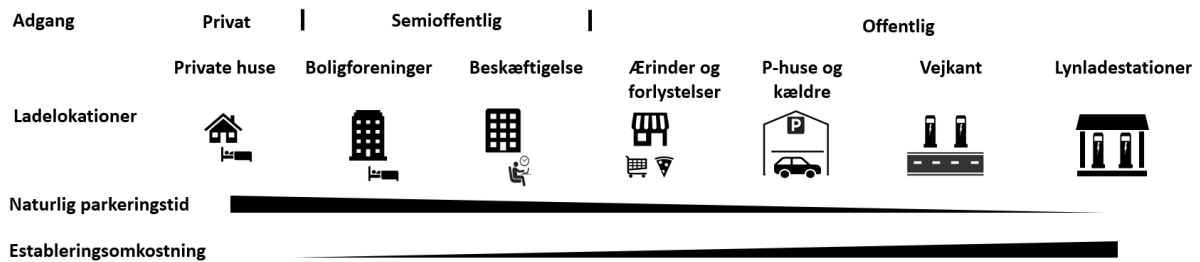 Adgang Privat Semioffentlig Offentlig
Private huse Boligforeninger Beskæftigelse Ærinder og forlystelser P-huse og kældre Vejkant Lynladestationer
Ladelokationer
P
Naturlig parkeringstid
Etableringsomkostning